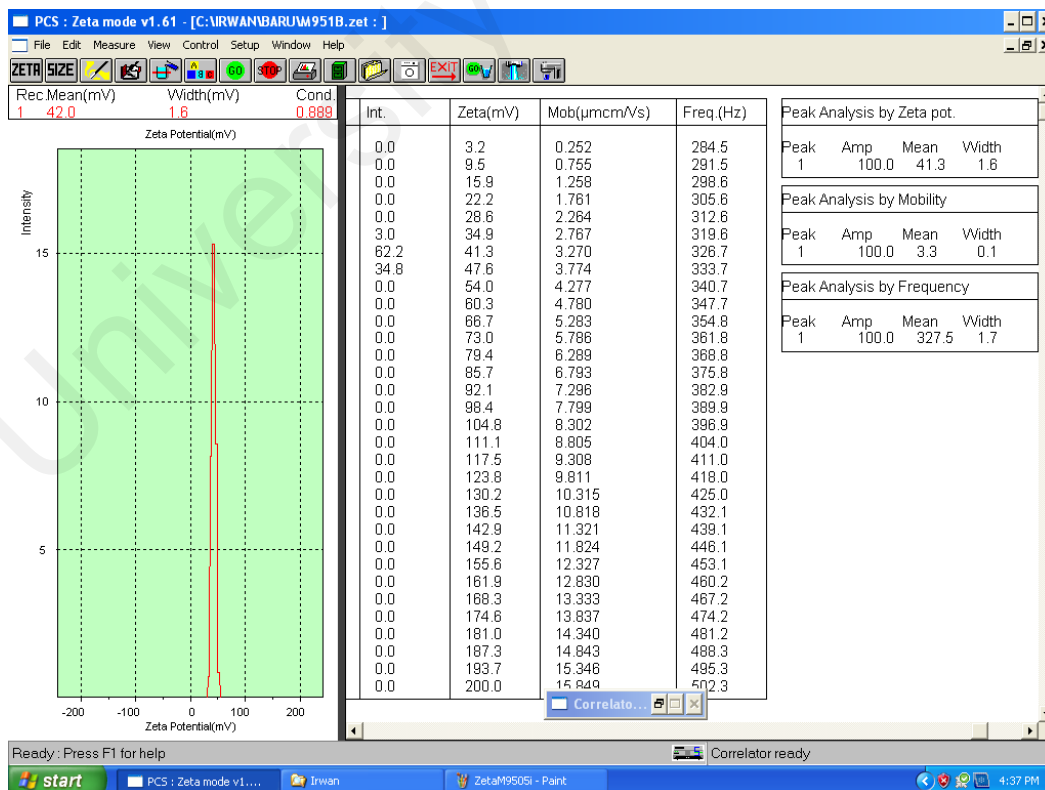 PCS : Zeta mode v1.61 - [C:\IRWAN\BARU\M951B.zet : ]
File Edit Measure View Control Setup Window Help
ZETA SIZE GO STOP EXIT GO
Rec. Mean(mV) Width(mV) Cond.
1 42.0 1.6 0.889
Zeta Potential(mV)
Intensity
15
10
5
-200 -100 0 100 200
Zeta Potential(mV)
Int. Zeta(mV) Mob(µmcm/Vs) Freq.(Hz)
0.0 3.2 0.252 284.5
0.0 9.5 0.755 291.5
0.0 15.9 1.258 298.6
0.0 22.2 1.761 305.6
0.0 28.6 2.264 312.6
3.0 34.9 2.767 319.6
62.2 41.3 3.270 326.7
34.8 47.6 3.774 333.7
0.0 54.0 4.277 340.7
0.0 60.3 4.780 347.7
0.0 66.7 5.283 354.8
0.0 73.0 5.786 361.8
0.0 79.4 6.289 368.8
0.0 85.7 6.793 375.8
0.0 92.1 7.296 382.9
0.0 98.4 7.799 389.9
0.0 104.8 8.302 396.9
0.0 111.1 8.805 404.0
0.0 117.5 9.308 411.0
0.0 123.8 9.811 418.0
0.0 130.2 10.315 425.0
0.0 136.5 10.818 432.1
0.0 142.9 11.321 439.1
0.0 149.2 11.824 446.1
0.0 155.6 12.327 453.1
0.0 161.9 12.830 460.2
0.0 168.3 13.333 467.2
0.0 174.6 13.837 474.2
0.0 181.0 14.340 481.2
0.0 187.3 14.843 488.3
0.0 193.7 15.346 495.3
0.0 200.0 15.849 502.3
Peak Analysis by Zeta pot.
Peak Amp Mean Width
1 100.0 41.3 1.6
Peak Analysis by Mobility
Peak Amp Mean Width
1 100.0 3.3 0.1
Peak Analysis by Frequency
Peak Amp Mean Width
1 100.0 327.5 1.7
Correlato...
Ready : Press F1 for help
Correlator ready
start
PCS : Zeta mode v1....
Irwan
ZetaM9505i - Paint
4:37 PM
University